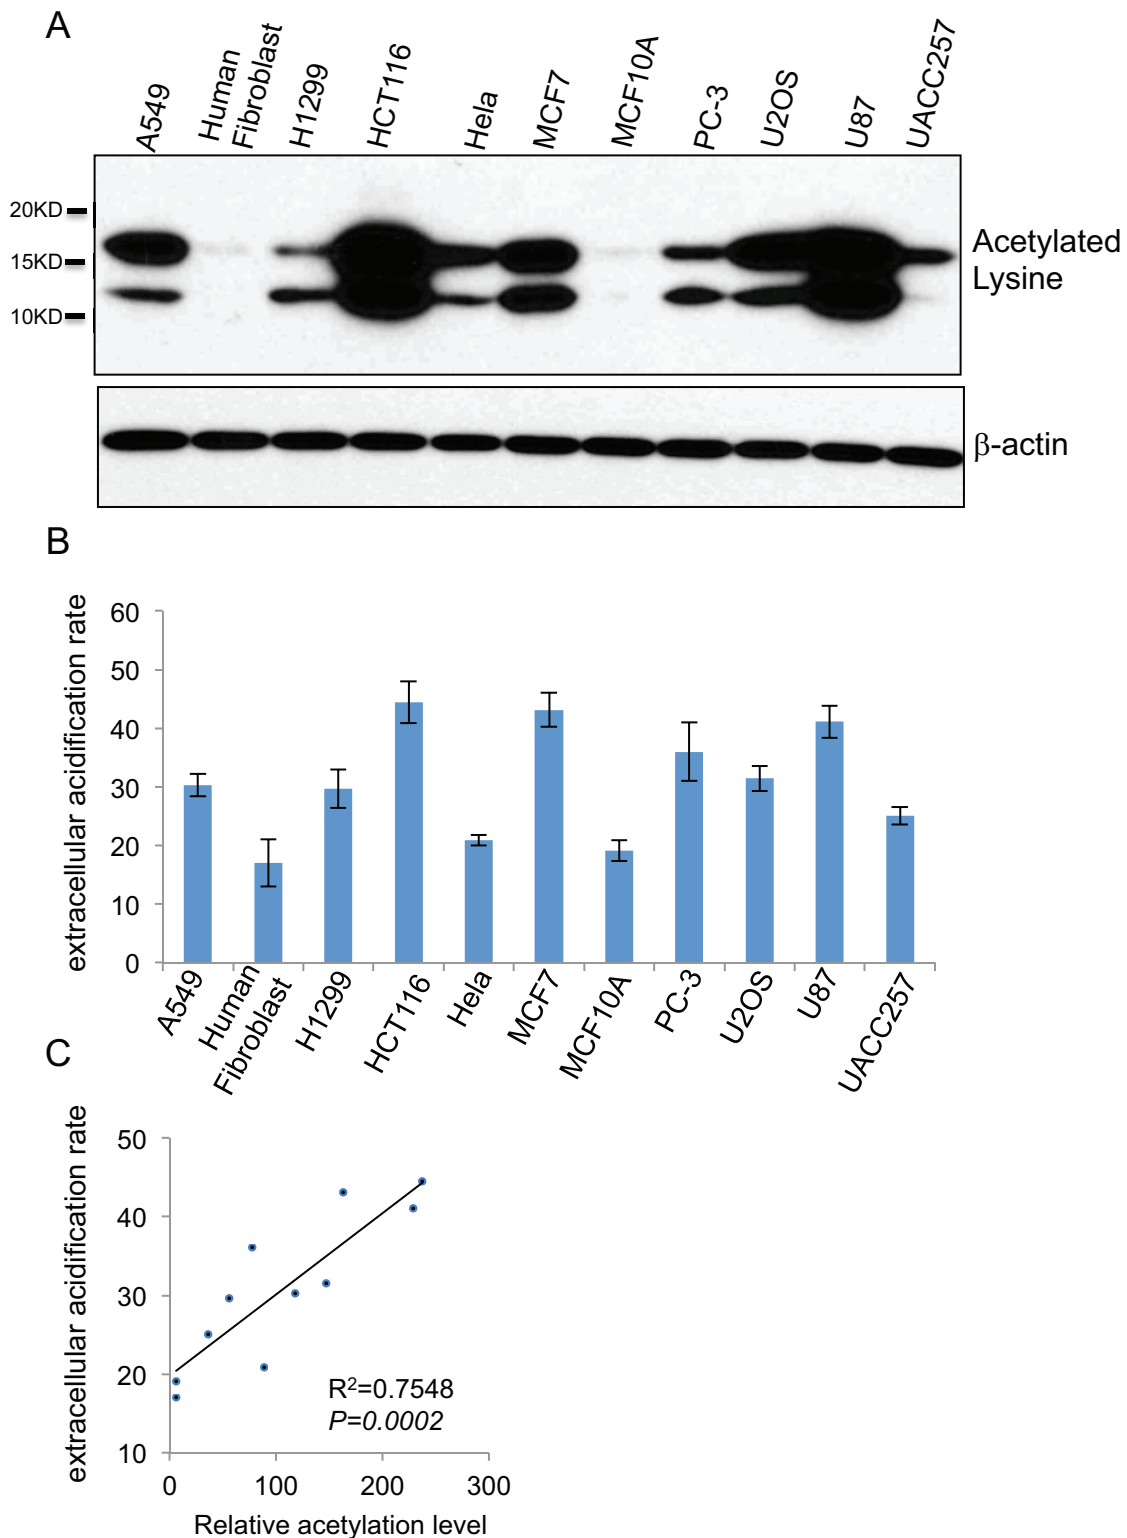 A
A549
Human
Fibroblast
H1299
HCT116
Hela
MCF7
MCF10A
PC-3
U2OS
U87
UACC257
20KD
15KD
10KD
Acetylated
Lysine
β-actin
B
extracellular acidification rate
60
50
40
30
20
10
0
A549
Human
Fibroblast
H1299
HCT116
Hela
MCF7
MCF10A
PC-3
U2OS
U87
UACC257
C
extracellular acidification rate
50
40
30
20
10
R²=0.7548
P=0.0002
0 100 200 300
Relative acetylation level